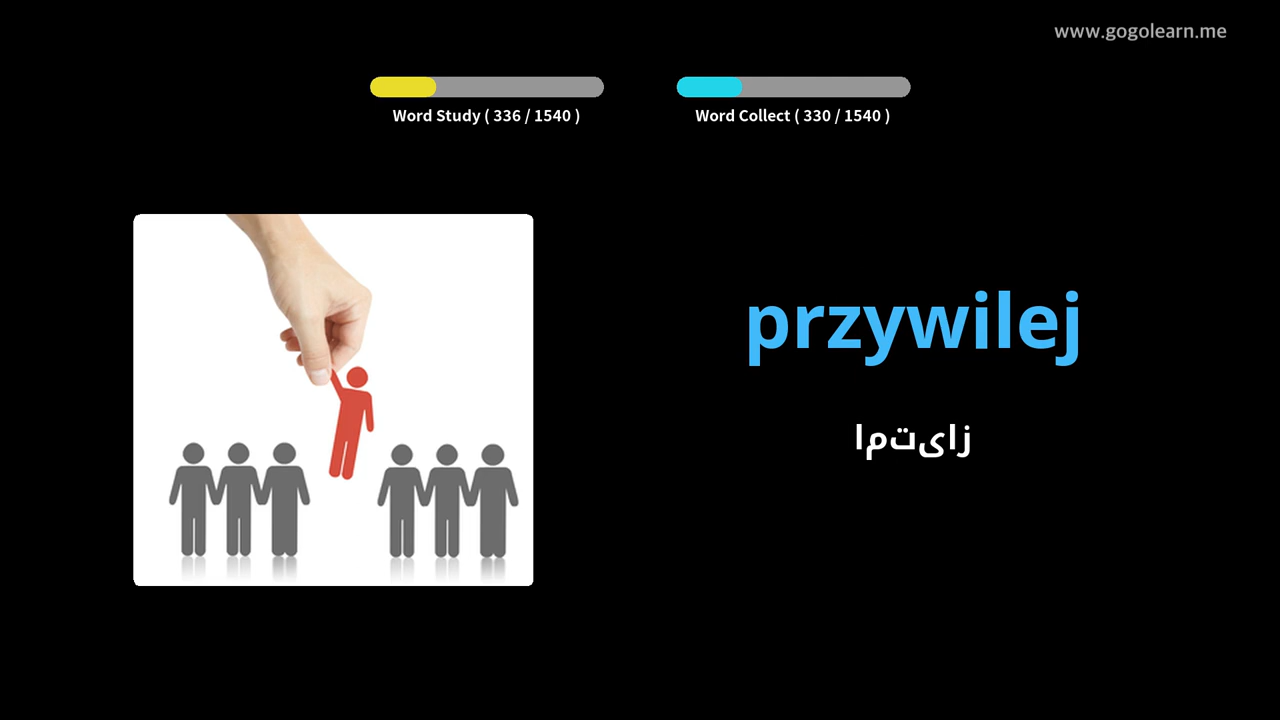 www.gogolearn.me
Word Study ( 336 / 1540 )
Word Collect ( 330 / 1540 )
przywilej
امتیاز